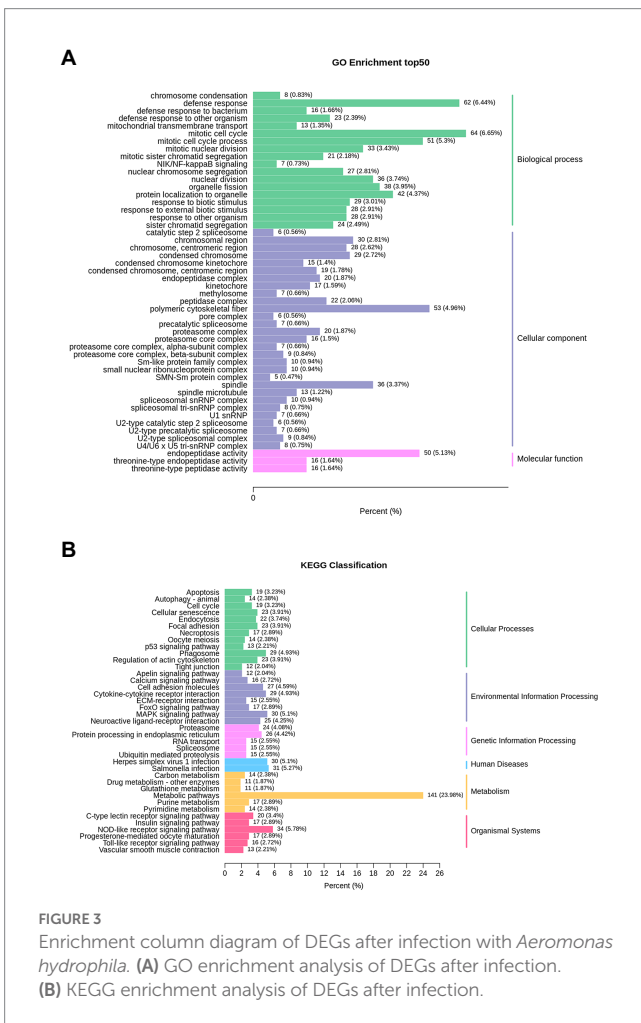 A
GO Enrichment top50
chromosome condensation 8 (0.83%)
defense response 62 (6.44%)
defense response to bacterium 16 (1.66%)
defense response to other organism 23 (2.39%)
mitochondrial transmembrane transport 13 (1.35%)
mitotic cell cycle 64 (6.65%)
mitotic cell cycle process 51 (5.3%)
mitotic nuclear division 33 (3.43%)
mitotic sister chromatid segregation 21 (2.18%)
NIK/NF-kappaB signaling 7 (0.73%)
nuclear chromosome segregation 27 (2.81%)
nuclear division 36 (3.74%)
organelle fission 38 (3.95%)
protein localization to organelle 42 (4.37%)
response to biotic stimulus 29 (3.01%)
response to external biotic stimulus 28 (2.91%)
response to other organism 28 (2.91%)
sister chromatid segregation 24 (2.49%)
Biological process
catalytic step 2 spliceosome 6 (0.56%)
chromosomal region 30 (2.81%)
chromosome, centromeric region 28 (2.62%)
condensed chromosome 29 (2.72%)
condensed chromosome kinetochore 15 (1.4%)
condensed chromosome, centromeric region 19 (1.78%)
endopeptidase complex 20 (1.87%)
kinetochore 17 (1.59%)
methylosome 7 (0.66%)
peptidase complex 22 (2.06%)
polymeric cytoskeletal fiber 53 (4.96%)
pore complex 6 (0.56%)
precatalytic spliceosome 7 (0.66%)
proteasome complex 20 (1.87%)
proteasome core complex 16 (1.5%)
proteasome core complex, alpha-subunit complex 7 (0.66%)
proteasome core complex, beta-subunit complex 9 (0.84%)
Sm-like protein family complex 10 (0.94%)
small nuclear ribonucleoprotein complex 10 (0.94%)
SMN-Sm protein complex 5 (0.47%)
spindle 36 (3.37%)
spindle microtubule 13 (1.22%)
spliceosomal snRNP complex 10 (0.94%)
spliceosomal tri-snRNP complex 8 (0.75%)
U1 snRNP 7 (0.66%)
U2-type catalytic step 2 spliceosome 6 (0.56%)
U2-type precatalytic spliceosome 7 (0.66%)
U2-type spliceosomal complex 9 (0.84%)
U4/U6 x U5 tri-snRNP complex 8 (0.75%)
Cellular component
endopeptidase activity 50 (5.13%)
threonine-type endopeptidase activity 16 (1.64%)
threonine-type peptidase activity 16 (1.64%)
Molecular function
0
Percent (%)
B
KEGG Classification
Apoptosis 19 (3.23%)
Autophagy - animal 14 (2.38%)
Cell cycle 19 (3.23%)
Cellular senescence 23 (3.91%)
Endocytosis 22 (3.74%)
Focal adhesion 23 (3.91%)
Necroptosis 17 (2.89%)
Oocyte meiosis 14 (2.38%)
p53 signaling pathway 13 (2.21%)
Phagosome 29 (4.93%)
Regulation of actin cytoskeleton 23 (3.91%)
Tight junction 12 (2.04%)
Cellular Processes
Apelin signaling pathway 12 (2.04%)
Calcium signaling pathway 16 (2.72%)
Cell adhesion molecules 27 (4.59%)
Cytokine-cytokine receptor interaction 29 (4.93%)
ECM-receptor interaction 15 (2.55%)
FoxO signaling pathway 17 (2.89%)
MAPK signaling pathway 30 (5.1%)
Neuroactive ligand-receptor interaction 25 (4.25%)
Environmental Information Processing
Proteasome 24 (4.08%)
Protein processing in endoplasmic reticulum 26 (4.42%)
RNA transport 15 (2.55%)
Spliceosome 15 (2.55%)
Ubiquitin mediated proteolysis 15 (2.55%)
Genetic Information Processing
Herpes simplex virus 1 infection 30 (5.1%)
Salmonella infection 31 (5.27%)
Human Diseases
Carbon metabolism 14 (2.38%)
Drug metabolism - other enzymes 11 (1.87%)
Glutathione metabolism 11 (1.87%)
Metabolic pathways 141 (23.98%)
Purine metabolism 17 (2.89%)
Pyrimidine metabolism 14 (2.38%)
Metabolism
C-type lectin receptor signaling pathway 20 (3.4%)
Insulin signaling pathway 17 (2.89%)
NOD-like receptor signaling pathway 34 (5.78%)
Progesterone-mediated oocyte maturation 17 (2.89%)
Toll-like receptor signaling pathway 16 (2.72%)
Vascular smooth muscle contraction 13 (2.21%)
Organismal Systems
0 2 4 6 8 10 12 14 16 18 20 22 24 26
Percent (%)
FIGURE 3
Enrichment column diagram of DEGs after infection with Aeromonas
hydrophila. (A) GO enrichment analysis of DEGs after infection.
(B) KEGG enrichment analysis of DEGs after infection.